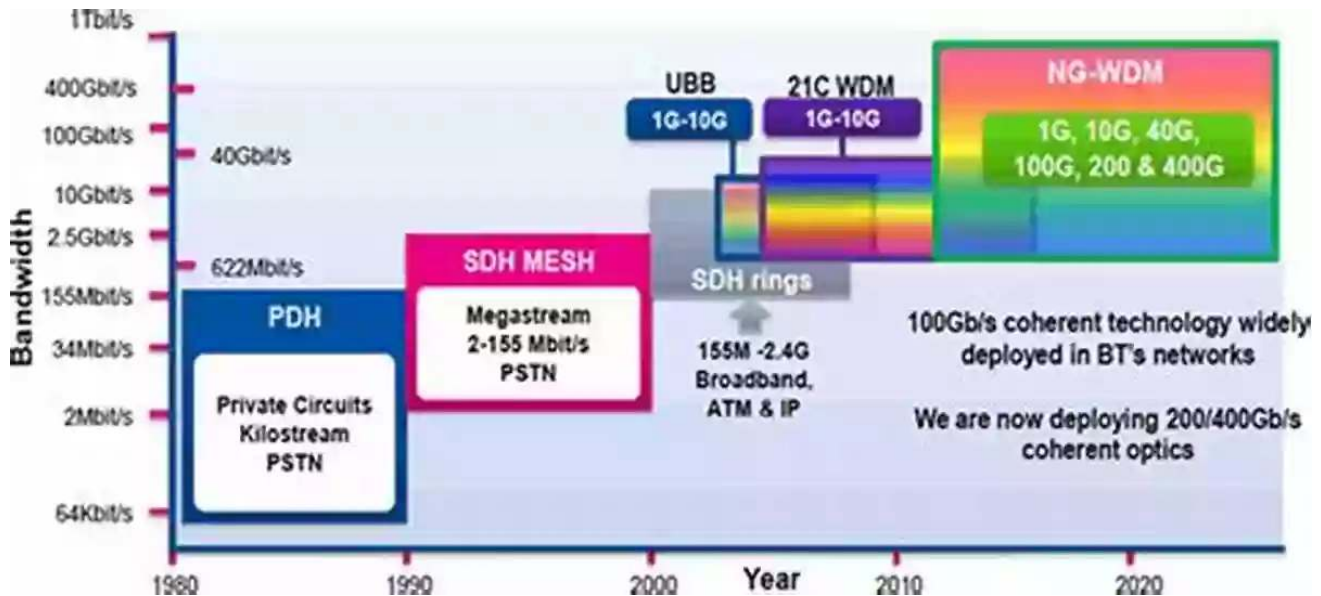 1Tbit/s
400Gbit/s
100Gbit/s
40Gbit/s
10Gbit/s
2.5Gbit/s
622Mbit/s
155Mbit/s
34Mbit/s
2Mbit/s
64Kbit/s
Bandwidth
PDH
Private Circuits
Kilostream
PSTN
SDH MESH
Megastream
2-155 Mbit/s
PSTN
SDH rings
155M -2.4G
Broadband,
ATM & IP
UBB
1G-10G
21C WDM
1G-10G
NG-WDM
1G, 10G, 40G,
100G, 200 & 400G
100Gb/s coherent technology widely
deployed in BT's networks
We are now deploying 200/400Gb/s
coherent optics
1980
1990
2000
Year
2010
2020